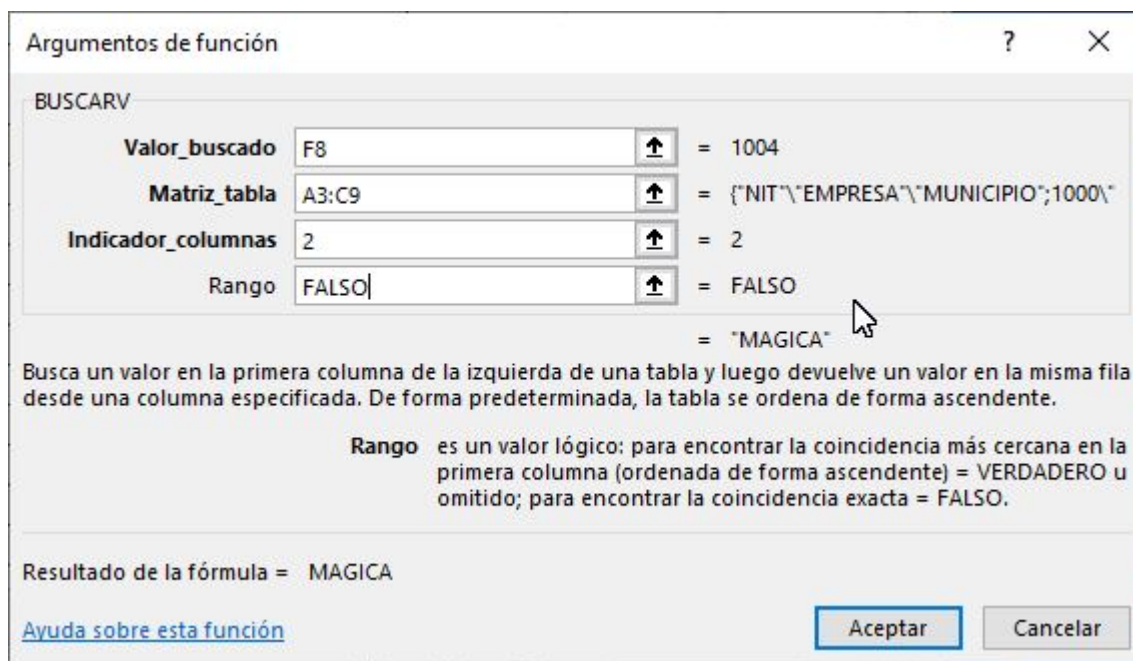 Argumentos de función ? ×
BUSCARV
Valor_buscado F8 = 1004
Matriz_tabla A3:C9 = {"NIT"\"EMPRESA"\"MUNICIPIO";1000\"
Indicador_columnas 2 = 2
Rango FALSO = FALSO
= "MAGICA"
Busca un valor en la primera columna de la izquierda de una tabla y luego devuelve un valor en la misma fila
desde una columna especificada. De forma predeterminada, la tabla se ordena de forma ascendente.
Rango es un valor lógico: para encontrar la coincidencia más cercana en la
primera columna (ordenada de forma ascendente) = VERDADERO u
omitido; para encontrar la coincidencia exacta = FALSO.
Resultado de la fórmula = MAGICA
Ayuda sobre esta función Aceptar Cancelar